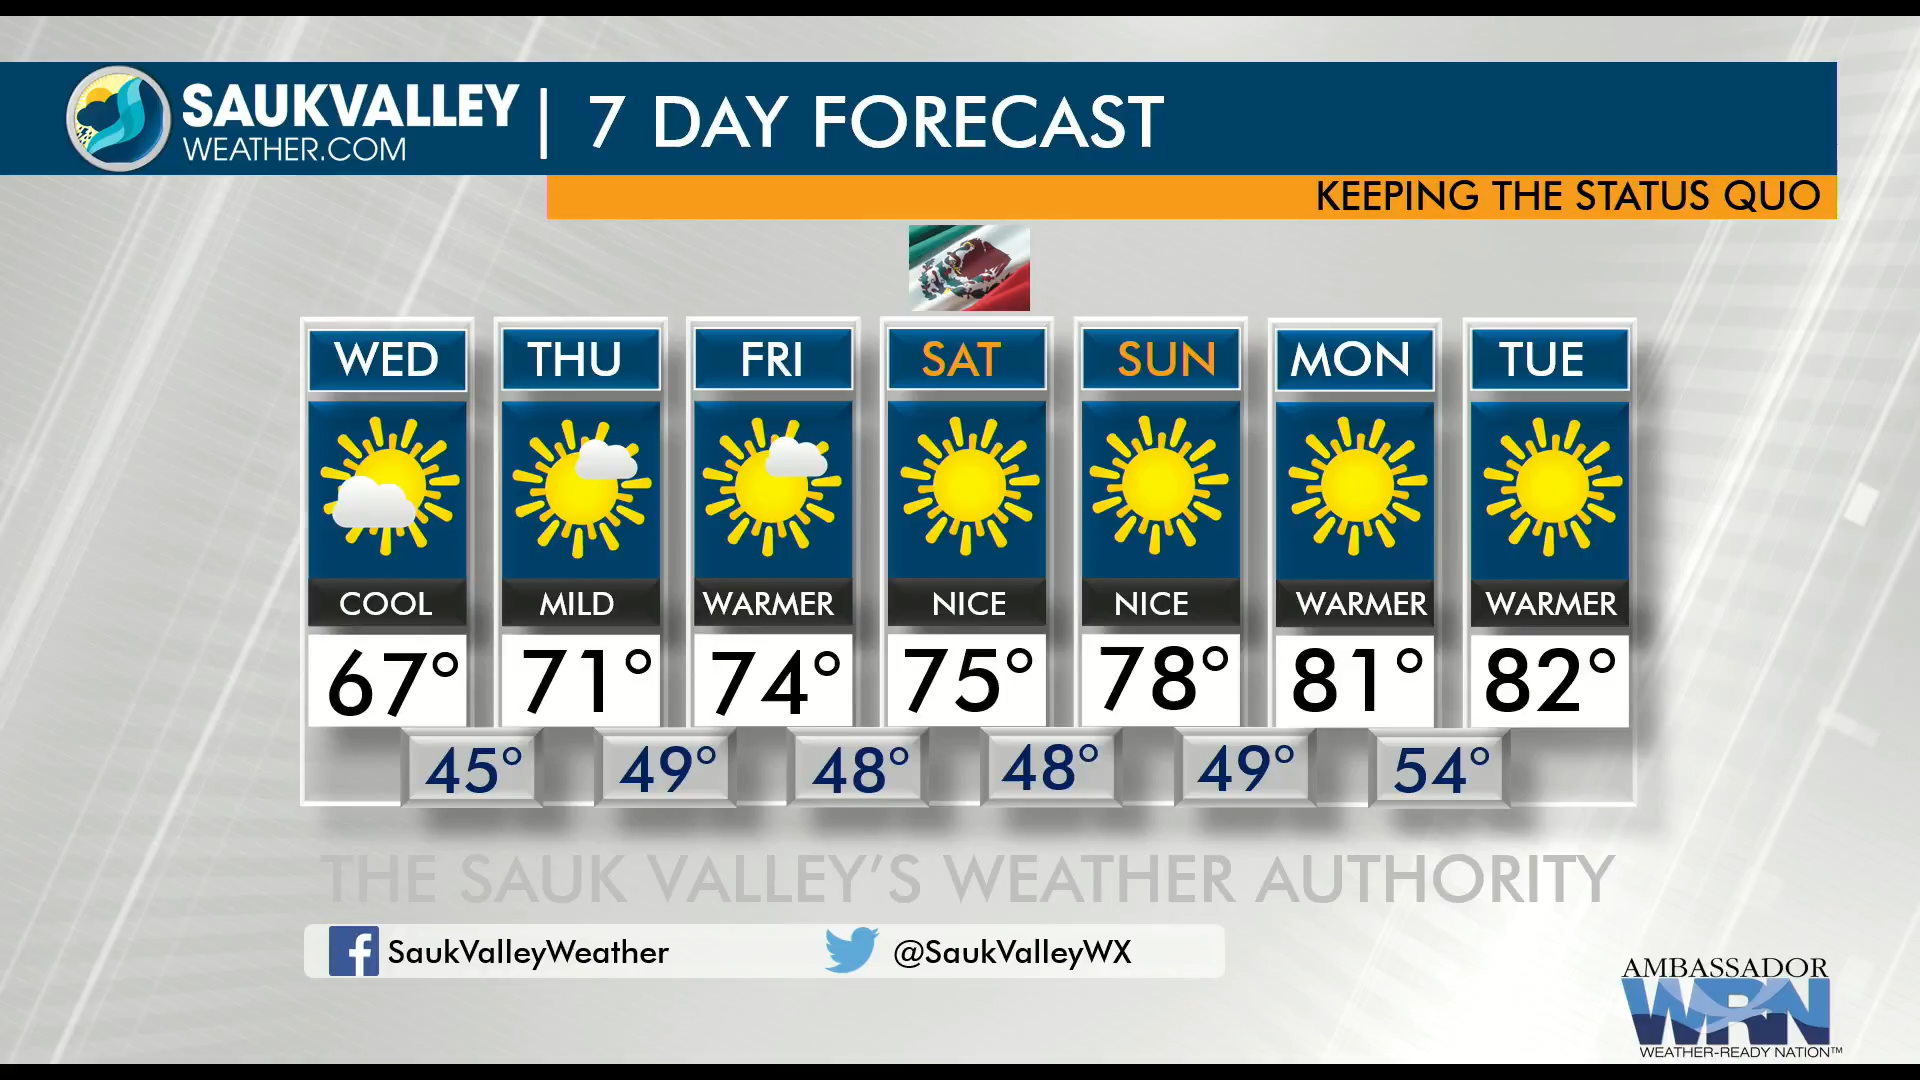 SAUKVALLEY
WEATHER.COM
7 DAY FORECAST
KEEPING THE STATUS QUO
WED THU FRI SAT SUN MON TUE
COOL MILD WARMER NICE NICE WARMER WARMER
67° 71° 74° 75° 78° 81° 82°
45° 49° 48° 48° 49° 54°
THE SAUK VALLEY'S WEATHER AUTHORITY
SaukValleyWeather @SaukValleyWX
AMBASSADOR
WRN
WEATHER-READY NATION™